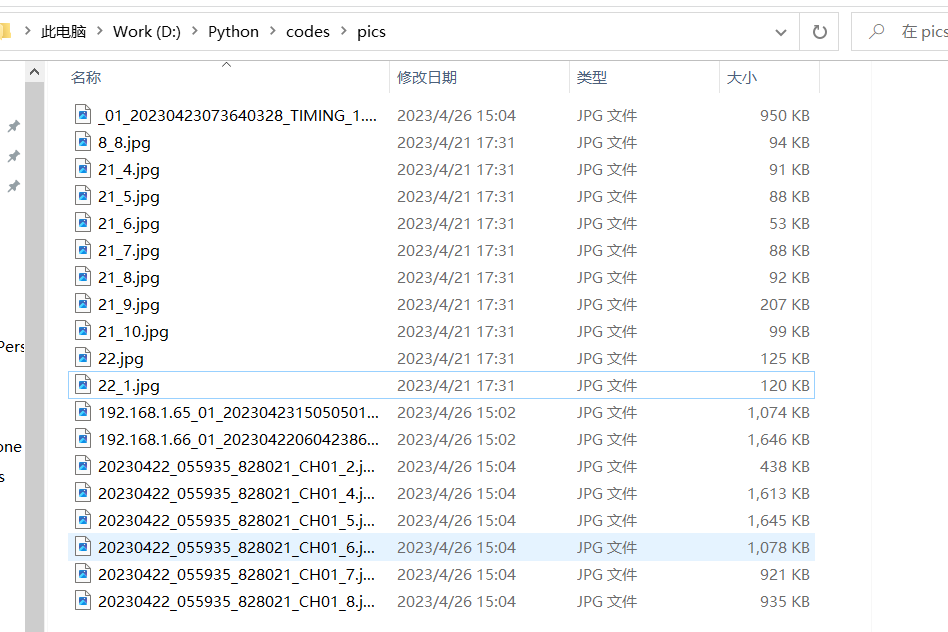 此电脑 > Work (D:) > Python > codes > pics
在 pics
名称 修改日期 类型 大小
_01_20230423073640328_TIMING_1.... 2023/4/26 15:04 JPG 文件 950 KB
8_8.jpg 2023/4/21 17:31 JPG 文件 94 KB
21_4.jpg 2023/4/21 17:31 JPG 文件 91 KB
21_5.jpg 2023/4/21 17:31 JPG 文件 88 KB
21_6.jpg 2023/4/21 17:31 JPG 文件 53 KB
21_7.jpg 2023/4/21 17:31 JPG 文件 88 KB
21_8.jpg 2023/4/21 17:31 JPG 文件 92 KB
21_9.jpg 2023/4/21 17:31 JPG 文件 207 KB
21_10.jpg 2023/4/21 17:31 JPG 文件 99 KB
Pers
22.jpg 2023/4/21 17:31 JPG 文件 125 KB
22_1.jpg 2023/4/21 17:31 JPG 文件 120 KB
192.168.1.65_01_2023042315050501... 2023/4/26 15:02 JPG 文件 1,074 KB
192.168.1.66_01_2023042206042386... 2023/4/26 15:02 JPG 文件 1,646 KB
one
20230422_055935_828021_CH01_2.j... 2023/4/26 15:04 JPG 文件 438 KB
s
20230422_055935_828021_CH01_4.j... 2023/4/26 15:04 JPG 文件 1,613 KB
20230422_055935_828021_CH01_5.j... 2023/4/26 15:04 JPG 文件 1,645 KB
20230422_055935_828021_CH01_6.j... 2023/4/26 15:04 JPG 文件 1,078 KB
20230422_055935_828021_CH01_7.j... 2023/4/26 15:04 JPG 文件 921 KB
20230422_055935_828021_CH01_8.j... 2023/4/26 15:04 JPG 文件 935 KB